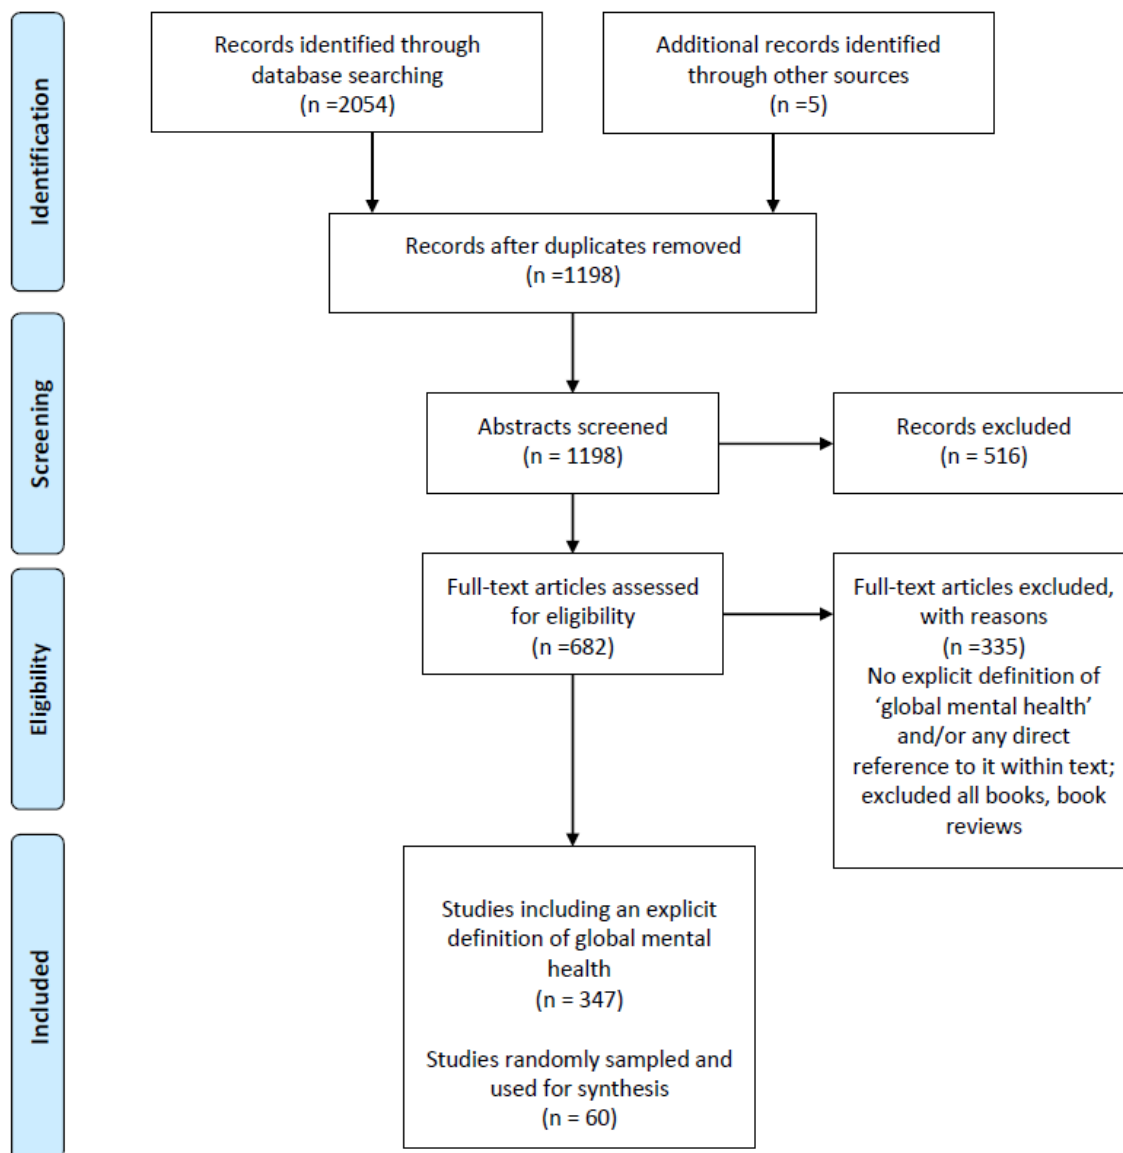 Identification
Records identified through
database searching
(n =2054)
Additional records identified
through other sources
(n =5)
Records after duplicates removed
(n =1198)
Screening
Abstracts screened
(n = 1198)
Records excluded
(n = 516)
Eligibility
Full-text articles assessed
for eligibility
(n =682)
Full-text articles excluded,
with reasons
(n =335)
No explicit definition of
‘global mental health’
and/or any direct
reference to it within text;
excluded all books, book
reviews
Included
Studies including an explicit
definition of global mental
health
(n = 347)
Studies randomly sampled and
used for synthesis
(n = 60)